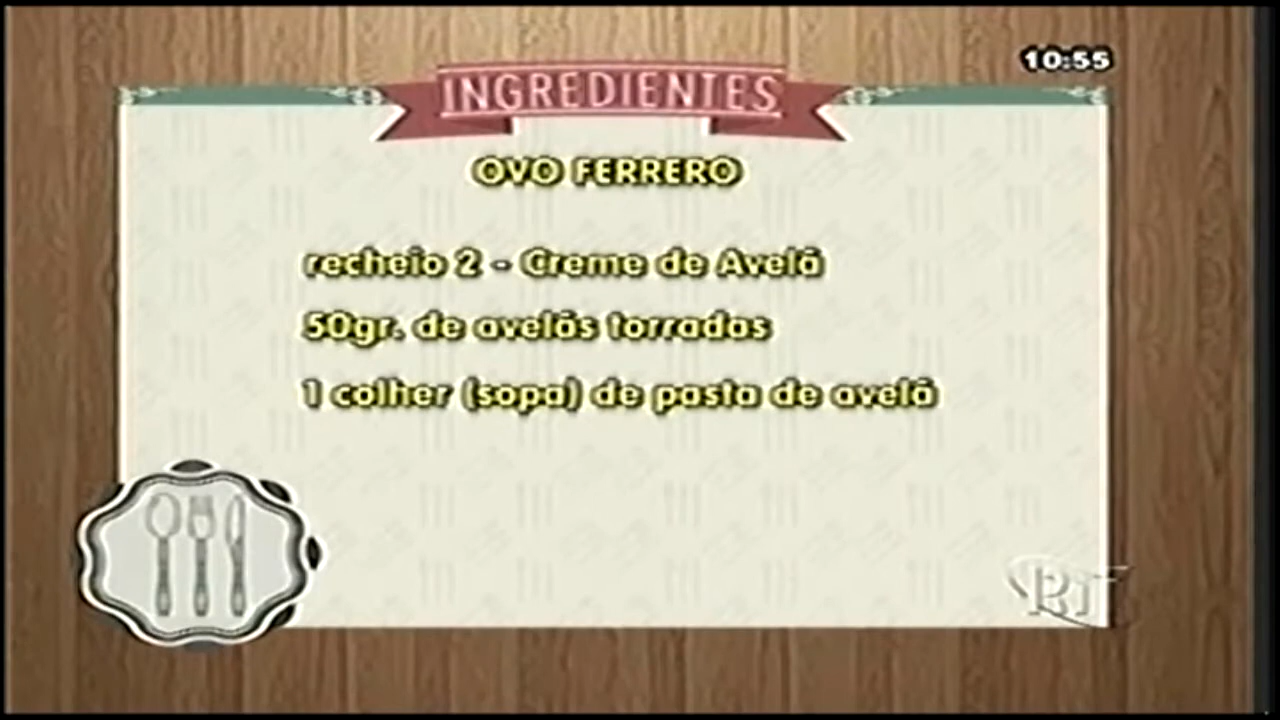 10:55
INGREDIENTES
OVO FERRERO
recheio 2 - Creme de Avelã
50gr. de avelãs torradas
1 colher (sopa) de pasta de avelã